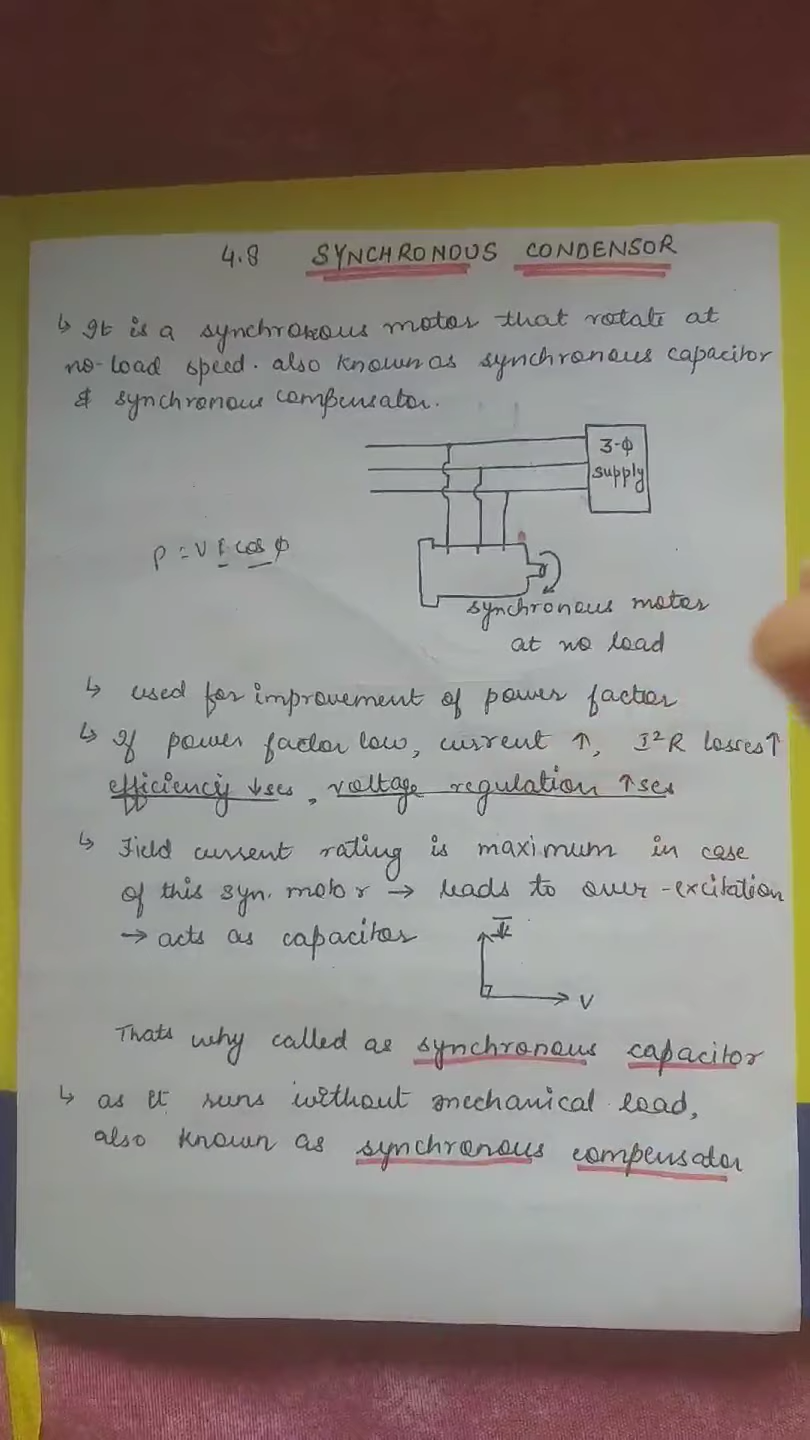 4.8 SYNCHRONOUS CONDENSOR
↳ It is a synchronous motor that rotate at
no-load speed. also known as synchronous capacitor
& synchronous compensator.
3-ϕ
supply
P = V I cos ϕ
synchronous motor
at no load
↳ used for improvement of power factor
↳ If power factor low, current ↑, I²R losses ↑
efficiency ↓ses, voltage regulation ↑ses
↳ Field current rating is maximum in case
of this syn. motor → leads to over-excitation
→ acts as capacitor
V
Thats why called as synchronous capacitor
↳ as it runs without mechanical load,
also known as synchronous compensator